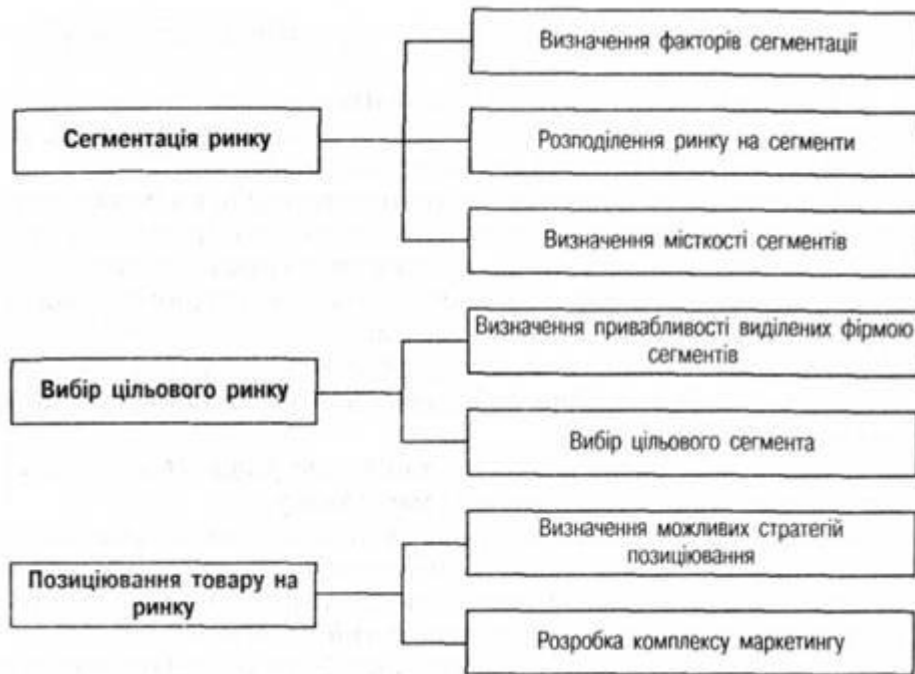 Визначення факторів сегментації
Сегментація ринку
Розподілення ринку на сегменти
Визначення місткості сегментів
Визначення привабливості виділених фірмою
сегментів
Вибір цільового ринку
Вибір цільового сегмента
Визначення можливих стратегій
позиціювання
Позиціювання товару на
ринку
Розробка комплексу маркетингу